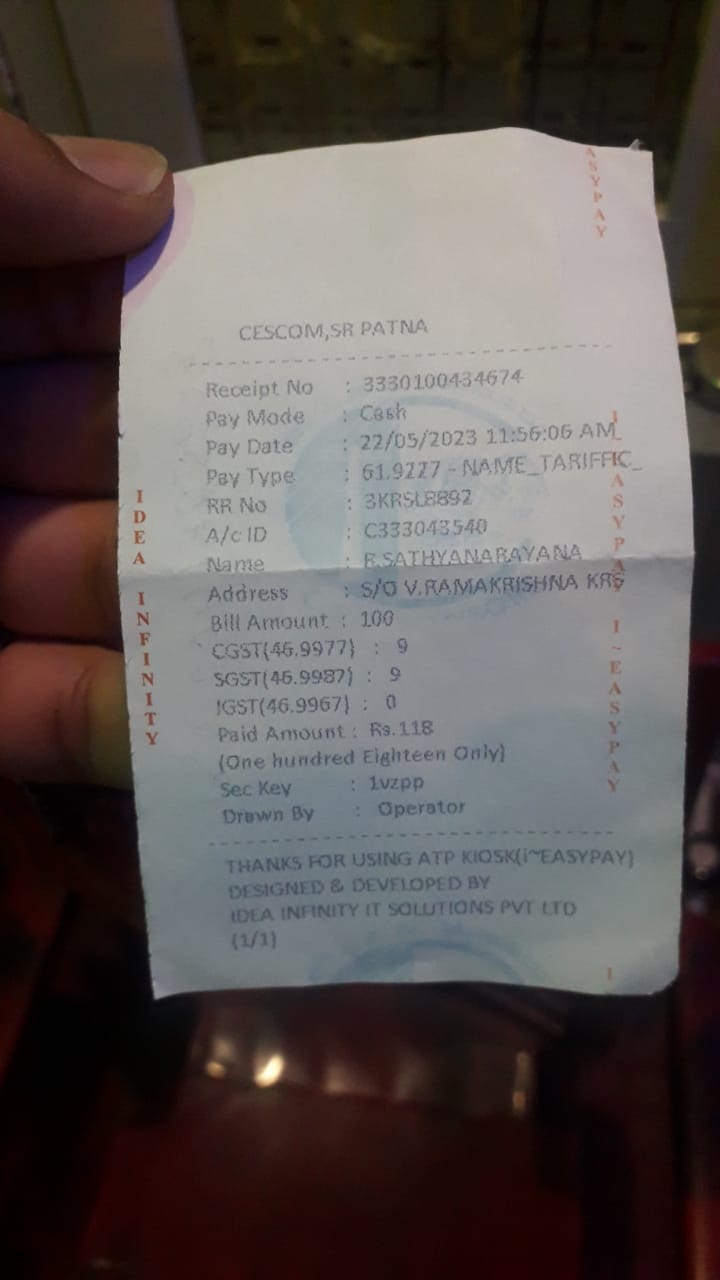 CESCOM,SR PATNA
Receipt No : 3330100434674
Pay Mode : Cash
Pay Date : 22/05/2023 11:56:06 AM
Pay Type : 61.9227 - NAME_TARIFFIC_
RR No : 3KRSL8892
A/c ID : C333043540
Name : R.SATHYANARAYANA
Address : S/O V.RAMAKRISHNA KRS
Bill Amount : 100
CGST(46.9977) : 9
SGST(46.9987) : 9
IGST(46.9967) : 0
Paid Amount : Rs.118
(One hundred Eighteen Only)
Sec Key : 1vzpp
Drawn By : Operator
THANKS FOR USING ATP KIOSK(i~EASYPAY)
DESIGNED & DEVELOPED BY
IDEA INFINITY IT SOLUTIONS PVT LTD
(1/1)
IDEA INFINITY
ASYPAY
I~EASYPAY
I